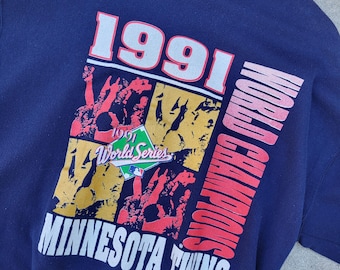 1991
WORLD CHAMPIONS
1991
World Series
MINNESOTA TWINS